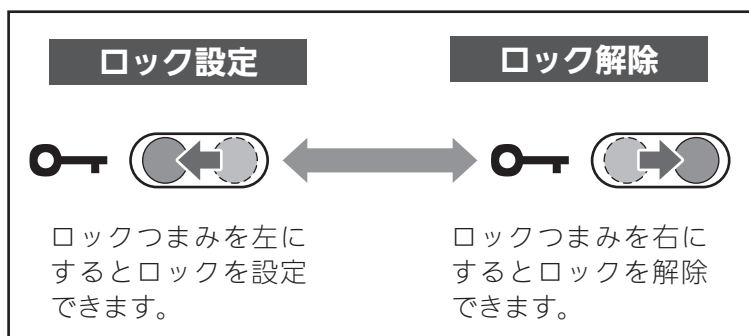 ロック設定
ロックつまみを左に
するとロックを設定
できます。
ロック解除
ロックつまみを右に
するとロックを解除
できます。